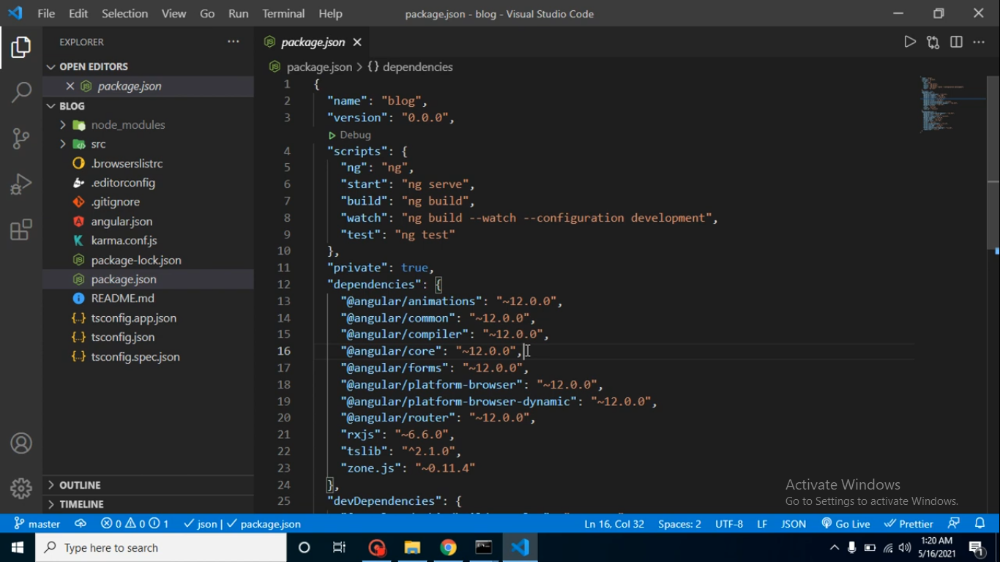 File Edit Selection View Go Run Terminal Help package.json - blog - Visual Studio Code
EXPLORER
OPEN EDITORS
package.json
BLOG
node_modules
src
.browserslistrc
.editorconfig
.gitignore
angular.json
karma.conf.js
package-lock.json
package.json
README.md
tsconfig.app.json
tsconfig.json
tsconfig.spec.json
OUTLINE
TIMELINE
package.json
package.json > {} dependencies
1 {
2 "name": "blog",
3 "version": "0.0.0",
Debug
4 "scripts": {
5 "ng": "ng",
6 "start": "ng serve",
7 "build": "ng build",
8 "watch": "ng build --watch --configuration development",
9 "test": "ng test"
10 },
11 "private": true,
12 "dependencies": {
13 "@angular/animations": "~12.0.0",
14 "@angular/common": "~12.0.0",
15 "@angular/compiler": "~12.0.0",
16 "@angular/core": "~12.0.0",
17 "@angular/forms": "~12.0.0",
18 "@angular/platform-browser": "~12.0.0",
19 "@angular/platform-browser-dynamic": "~12.0.0",
20 "@angular/router": "~12.0.0",
21 "rxjs": "~6.6.0",
22 "tslib": "^2.1.0",
23 "zone.js": "~0.11.4"
24 },
25 "devDependencies": {
Activate Windows
Go to Settings to activate Windows.
master 0 0 1 json | package.json Ln 16, Col 32 Spaces: 2 UTF-8 LF JSON Go Live Prettier
Type here to search
1:20 AM
5/16/2021
1